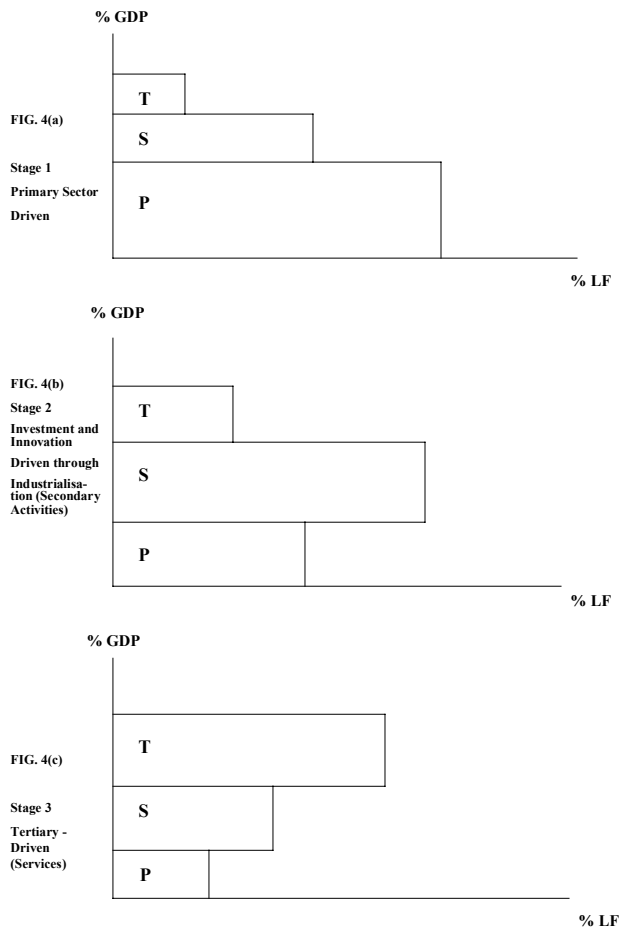 % GDP
T
FIG. 4(a)
S
Stage 1
Primary Sector
P
Driven
% LF
% GDP
FIG. 4(b)
Stage 2
T
Investment and
Innovation
Driven through
S
Industrialisa-
tion (Secondary
Activities)
P
% LF
% GDP
T
FIG. 4(c)
Stage 3
S
Tertiary -
Driven
(Services)
P
% LF